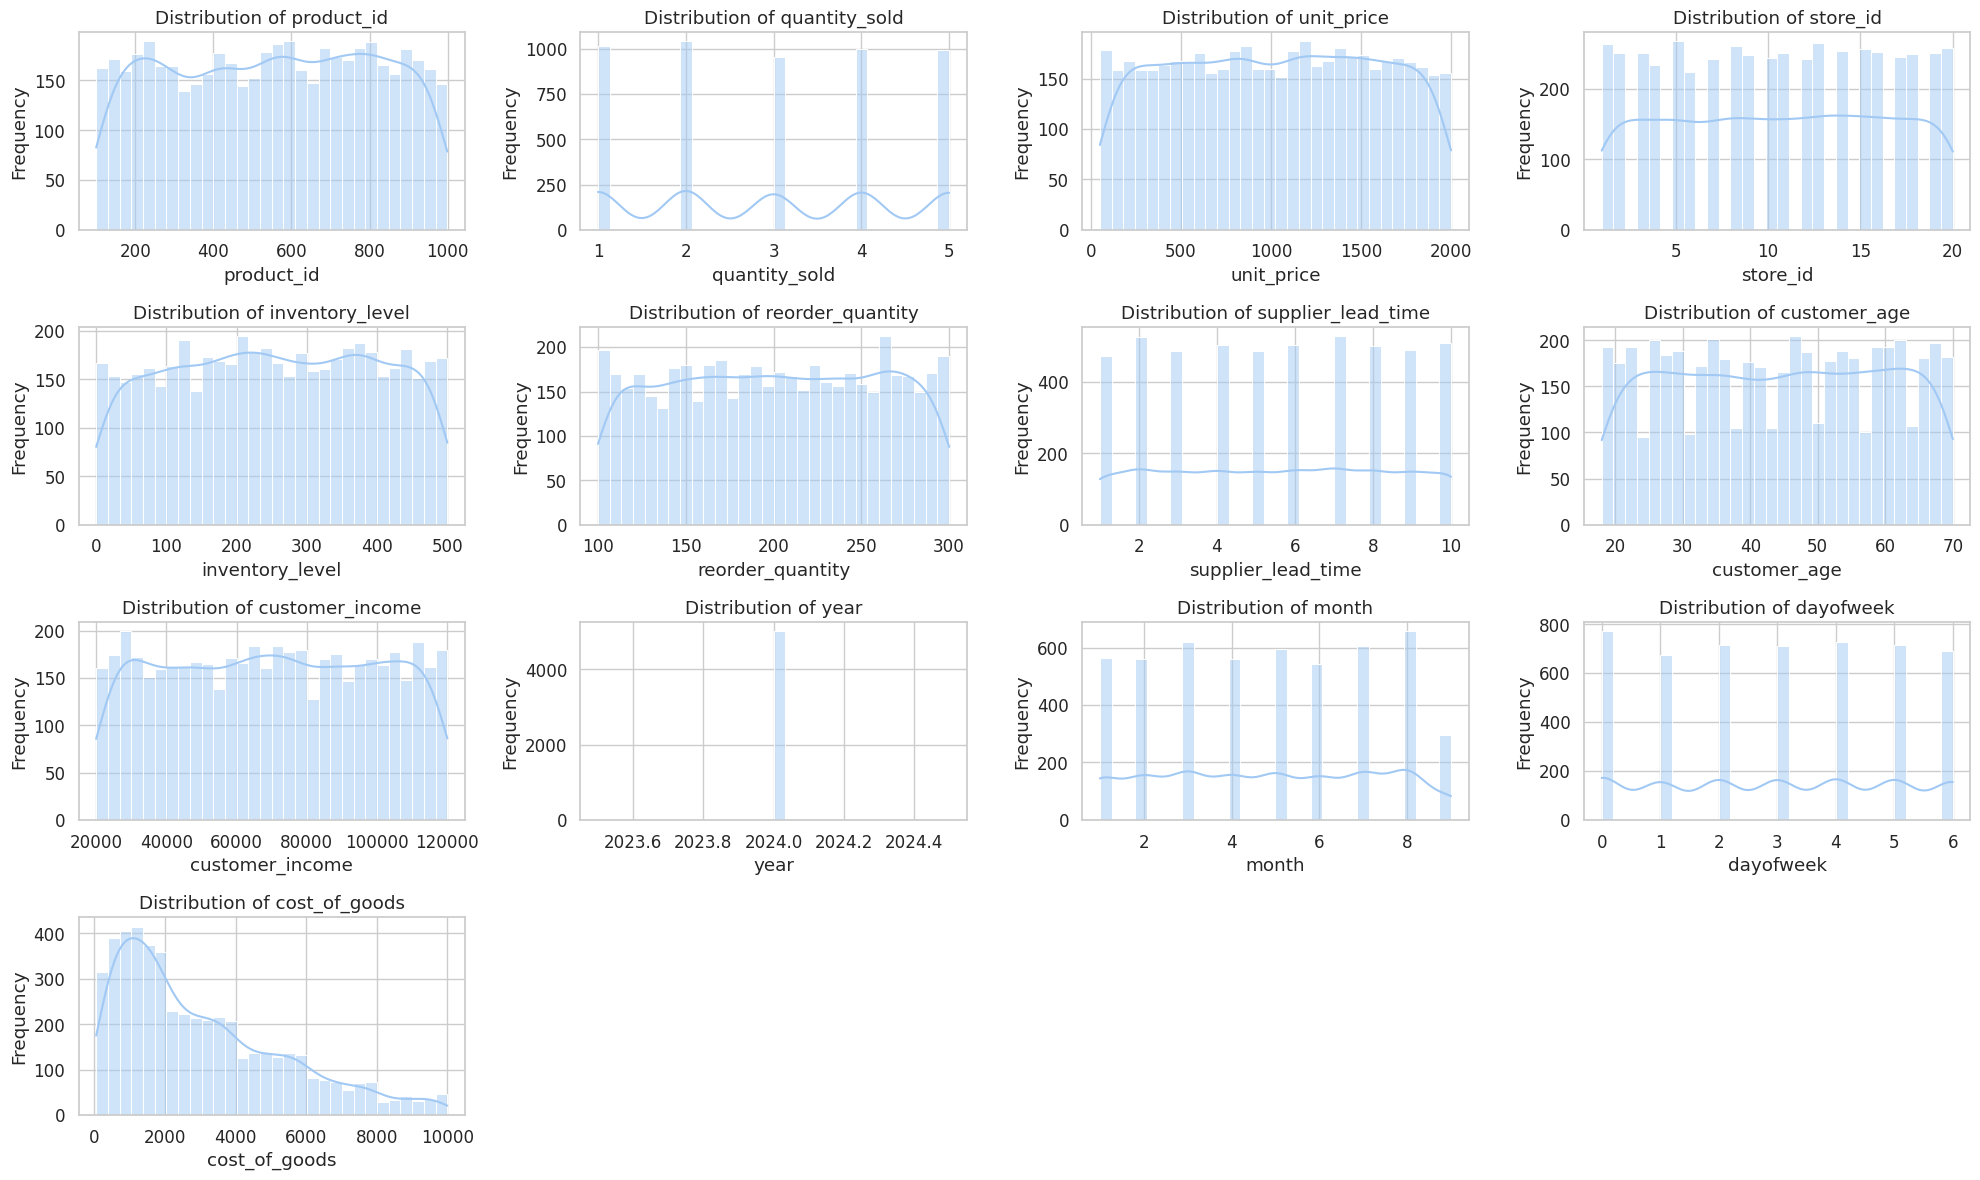 Distribution of product_id
Frequency
150
100
50
0
200 400 600 800 1000
product_id
Distribution of quantity_sold
Frequency
1000
750
500
250
0
1 2 3 4 5
quantity_sold
Distribution of unit_price
Frequency
150
100
50
0
0 500 1000 1500 2000
unit_price
Distribution of store_id
Frequency
200
100
0
5 10 15 20
store_id
Distribution of inventory_level
Frequency
200
150
100
50
0
0 100 200 300 400 500
inventory_level
Distribution of reorder_quantity
Frequency
200
150
100
50
0
100 150 200 250 300
reorder_quantity
Distribution of supplier_lead_time
Frequency
400
200
0
2 4 6 8 10
supplier_lead_time
Distribution of customer_age
Frequency
200
150
100
50
0
20 30 40 50 60 70
customer_age
Distribution of customer_income
Frequency
200
150
100
50
0
20000 40000 60000 80000 100000 120000
customer_income
Distribution of year
Frequency
4000
2000
0
2023.6 2023.8 2024.0 2024.2 2024.4
year
Distribution of month
Frequency
600
400
200
0
2 4 6 8
month
Distribution of dayofweek
Frequency
800
600
400
200
0
0 1 2 3 4 5 6
dayofweek
Distribution of cost_of_goods
Frequency
400
300
200
100
0
0 2000 4000 6000 8000 10000
cost_of_goods